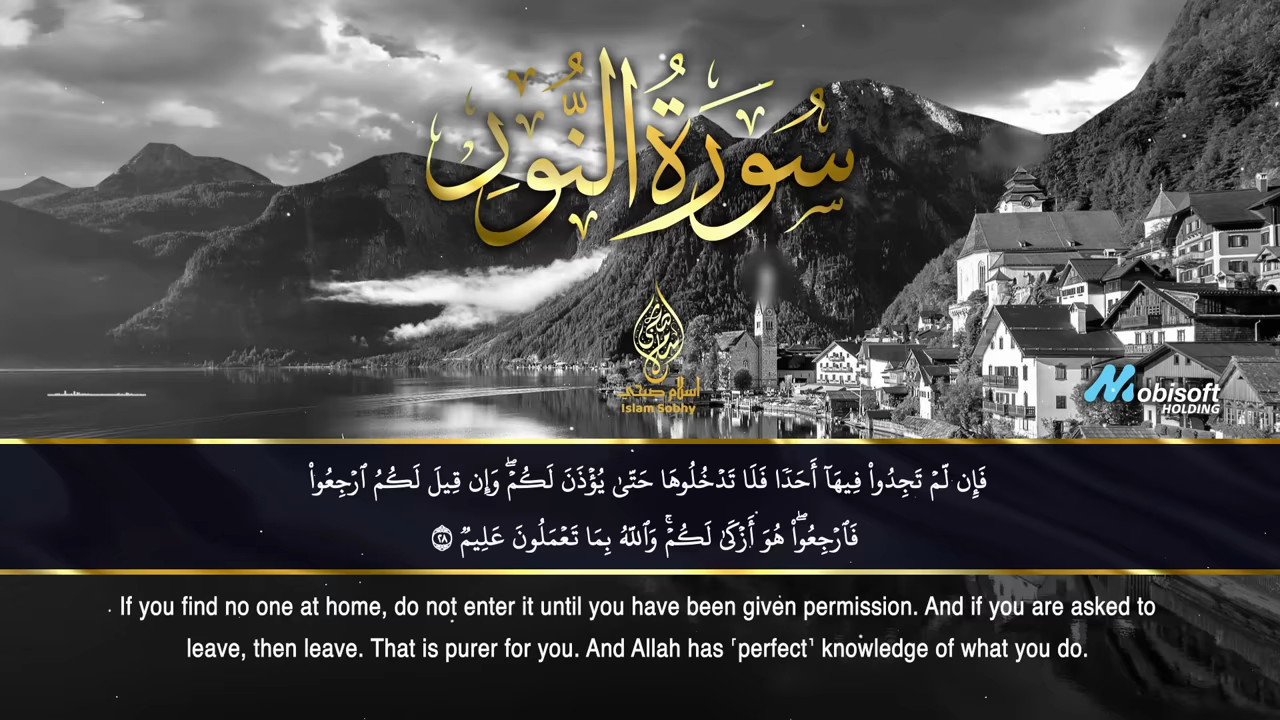 سُورَةُ النُّورِ
اسلام صبحي
Islam Sobhy
Mobisoft
HOLDING
فَإِن لَّمْ تَجِدُوا۟ فِيهَآ أَحَدًا فَلَا تَدْخُلُوهَا حَتَّىٰ يُؤْذَنَ لَكُمْ ۖ وَإِن قِيلَ لَكُمُ ٱرْجِعُوا۟
فَٱرْجِعُوا۟ ۖ هُوَ أَزْكَىٰ لَكُمْ ۚ وَٱللَّهُ بِمَا تَعْمَلُونَ عَلِيمٌ ٢٨
If you find no one at home, do not enter it until you have been given permission. And if you are asked to
leave, then leave. That is purer for you. And Allah has ˹perfect˺ knowledge of what you do.